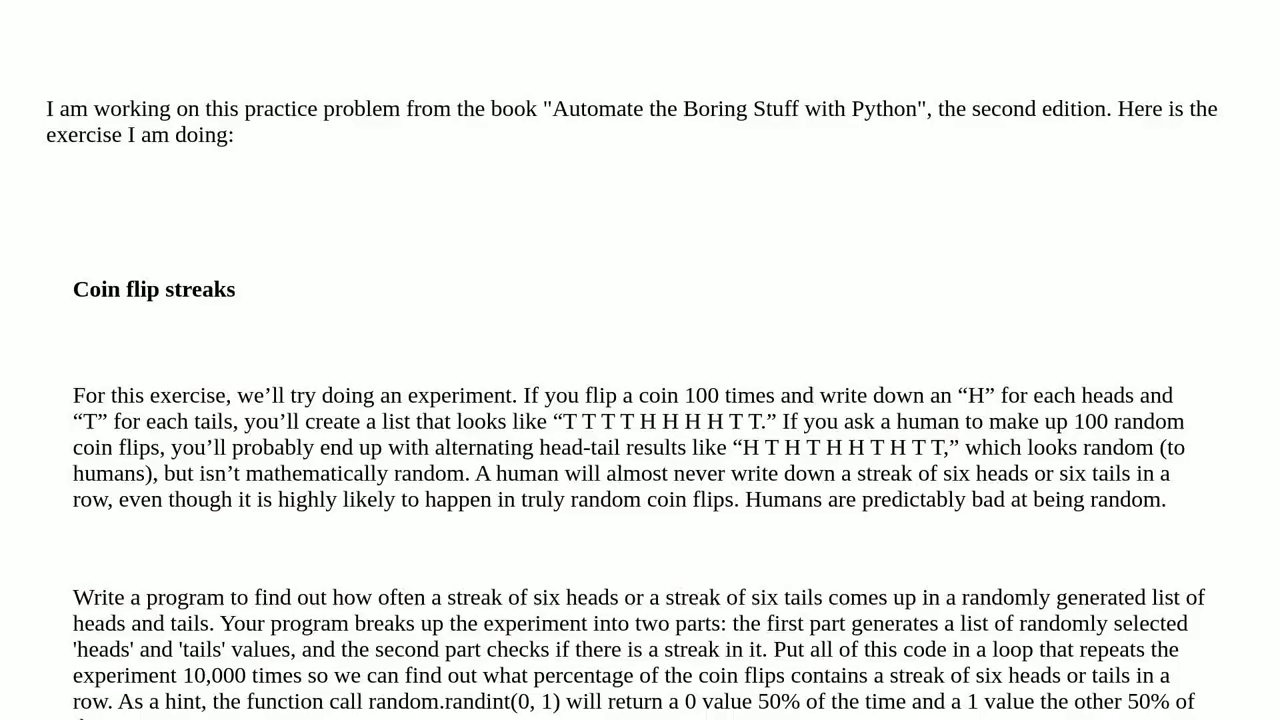 I am working on this practice problem from the book "Automate the Boring Stuff with Python", the second edition. Here is the
exercise I am doing:
Coin flip streaks
For this exercise, we’ll try doing an experiment. If you flip a coin 100 times and write down an “H” for each heads and
“T” for each tails, you’ll create a list that looks like “T T T T H H H H T T.” If you ask a human to make up 100 random
coin flips, you’ll probably end up with alternating head-tail results like “H T H T H H T H T T,” which looks random (to
humans), but isn’t mathematically random. A human will almost never write down a streak of six heads or six tails in a
row, even though it is highly likely to happen in truly random coin flips. Humans are predictably bad at being random.
Write a program to find out how often a streak of six heads or a streak of six tails comes up in a randomly generated list of
heads and tails. Your program breaks up the experiment into two parts: the first part generates a list of randomly selected
'heads' and 'tails' values, and the second part checks if there is a streak in it. Put all of this code in a loop that repeats the
experiment 10,000 times so we can find out what percentage of the coin flips contains a streak of six heads or tails in a
row. As a hint, the function call random.randint(0, 1) will return a 0 value 50% of the time and a 1 value the other 50% of